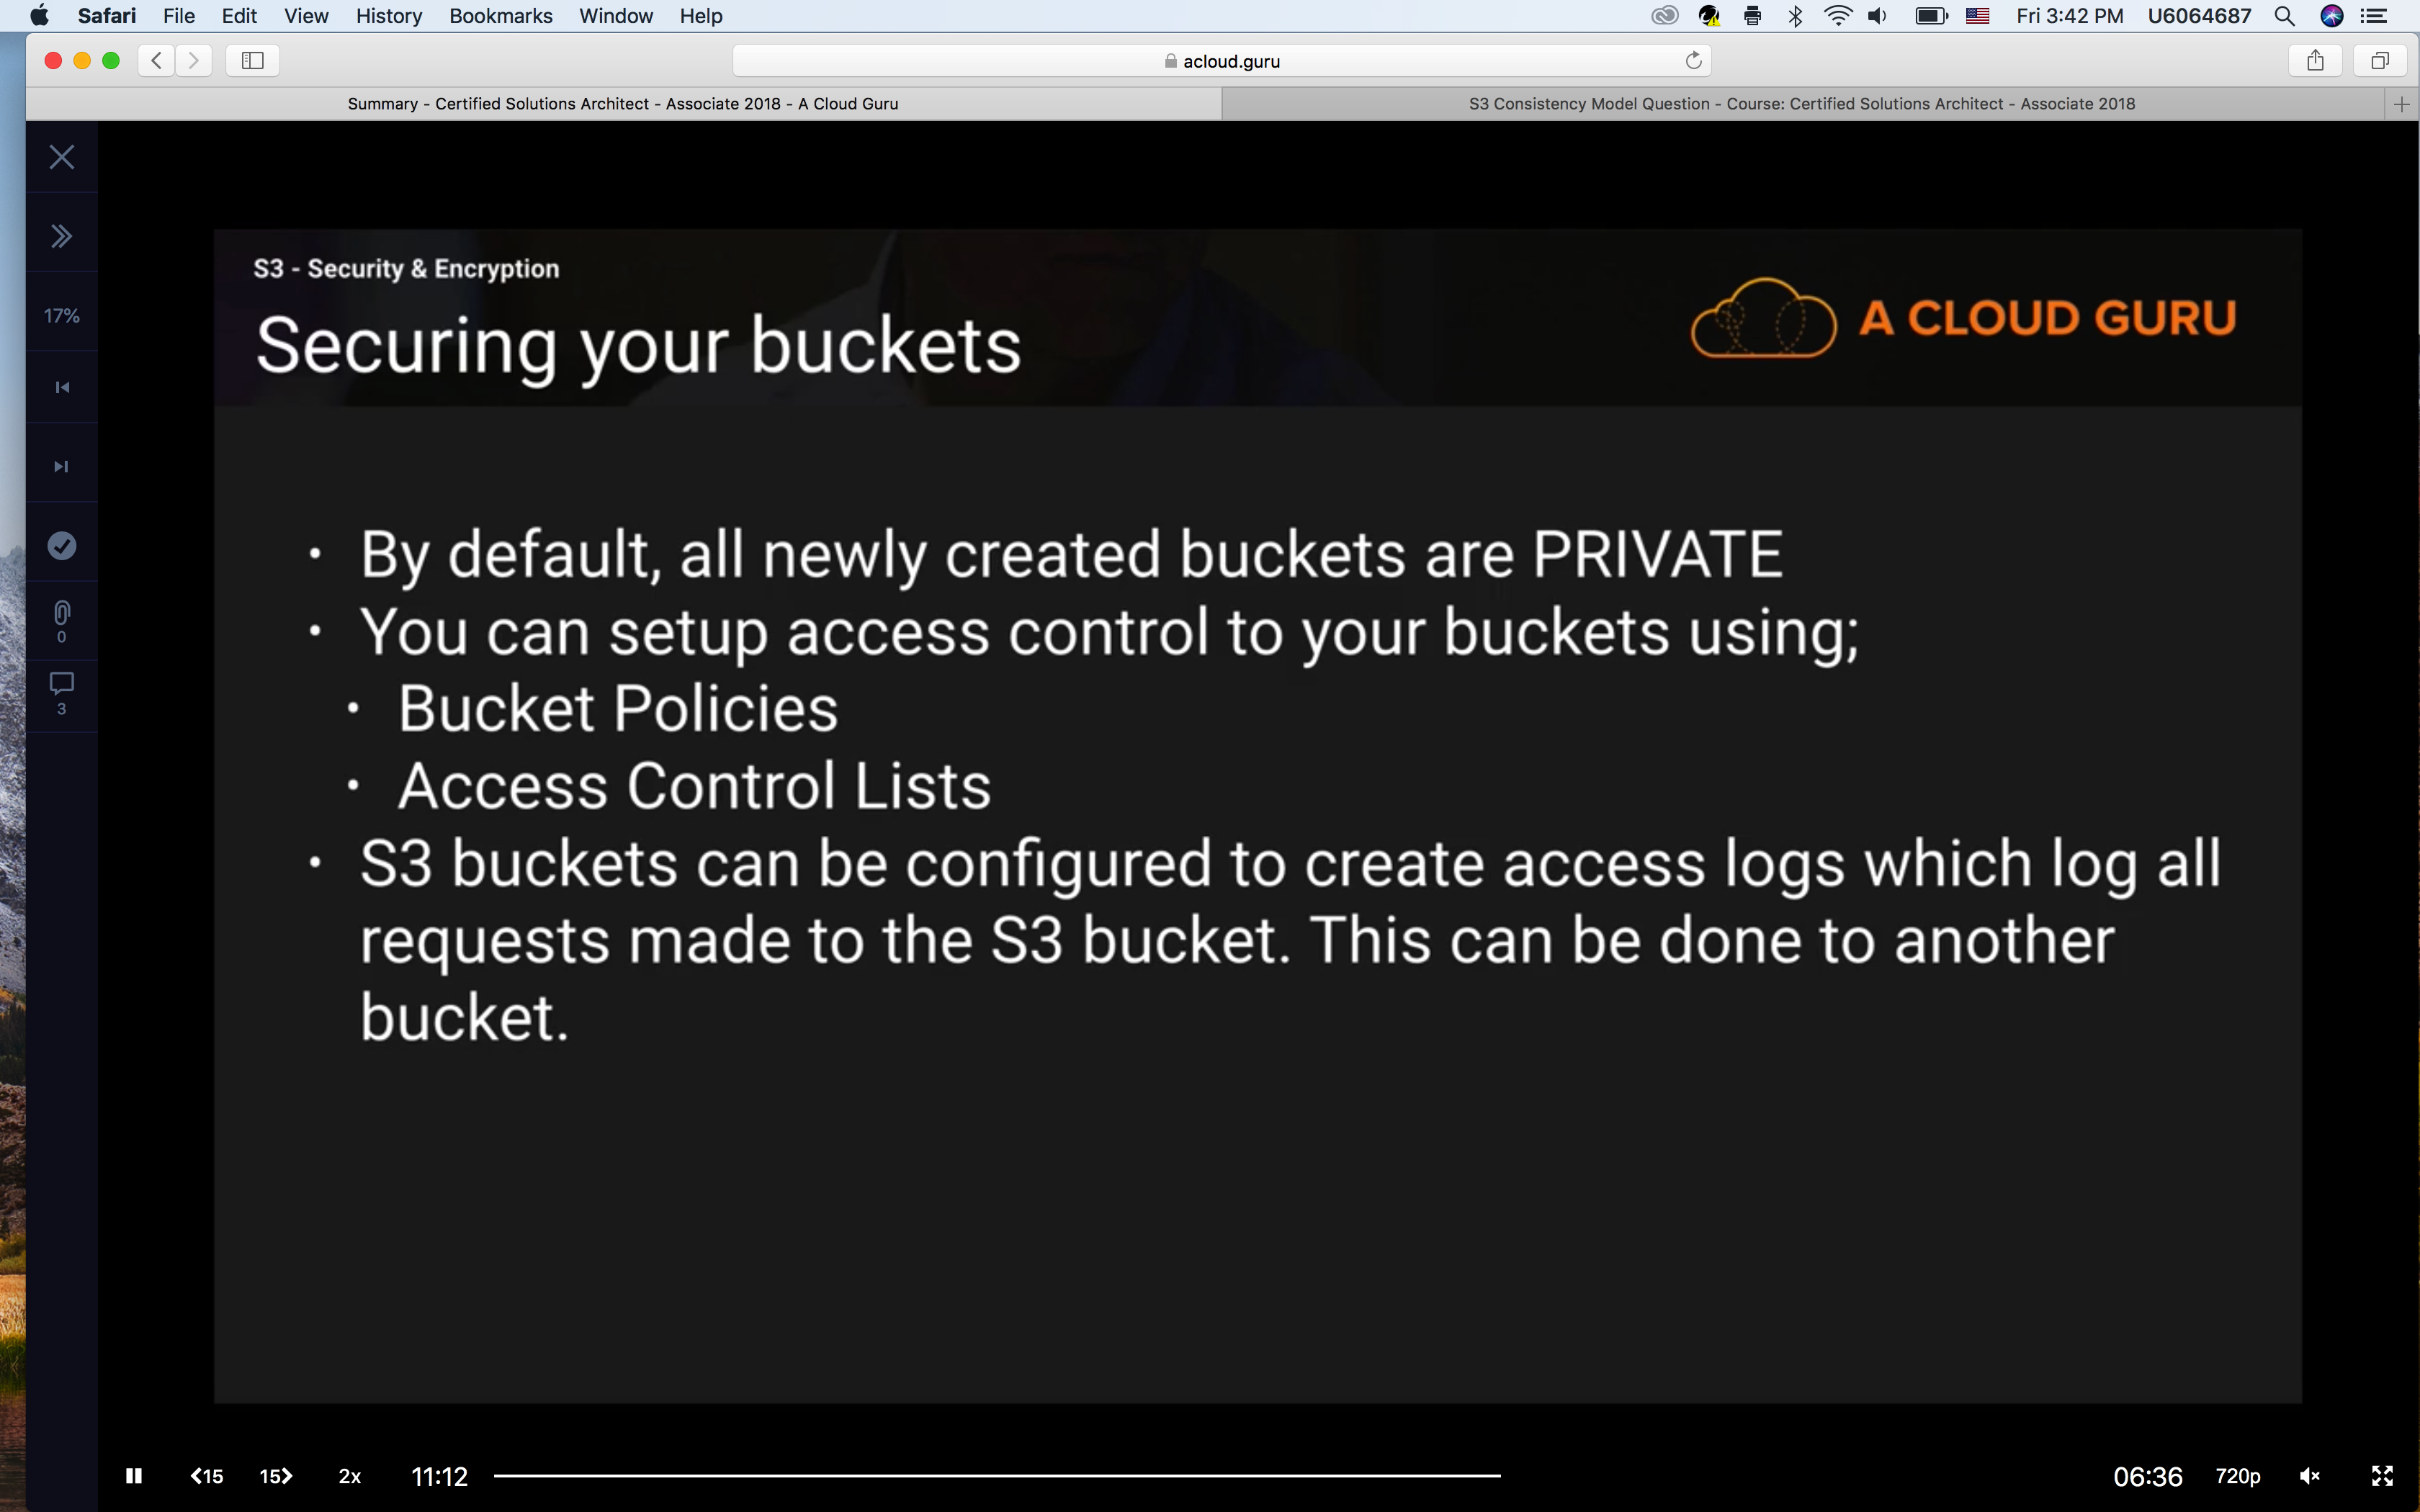 Safari File Edit View History Bookmarks Window Help Fri 3:42 PM U6064687
acloud.guru
Summary - Certified Solutions Architect - Associate 2018 - A Cloud Guru
S3 Consistency Model Question - Course: Certified Solutions Architect - Associate 2018
17%
0
3
S3 - Security & Encryption
Securing your buckets
A CLOUD GURU
• By default, all newly created buckets are PRIVATE
• You can setup access control to your buckets using;
• Bucket Policies
• Access Control Lists
• S3 buckets can be configured to create access logs which log all
requests made to the S3 bucket. This can be done to another
bucket.
15 15 2x 11:12 06:36 720p